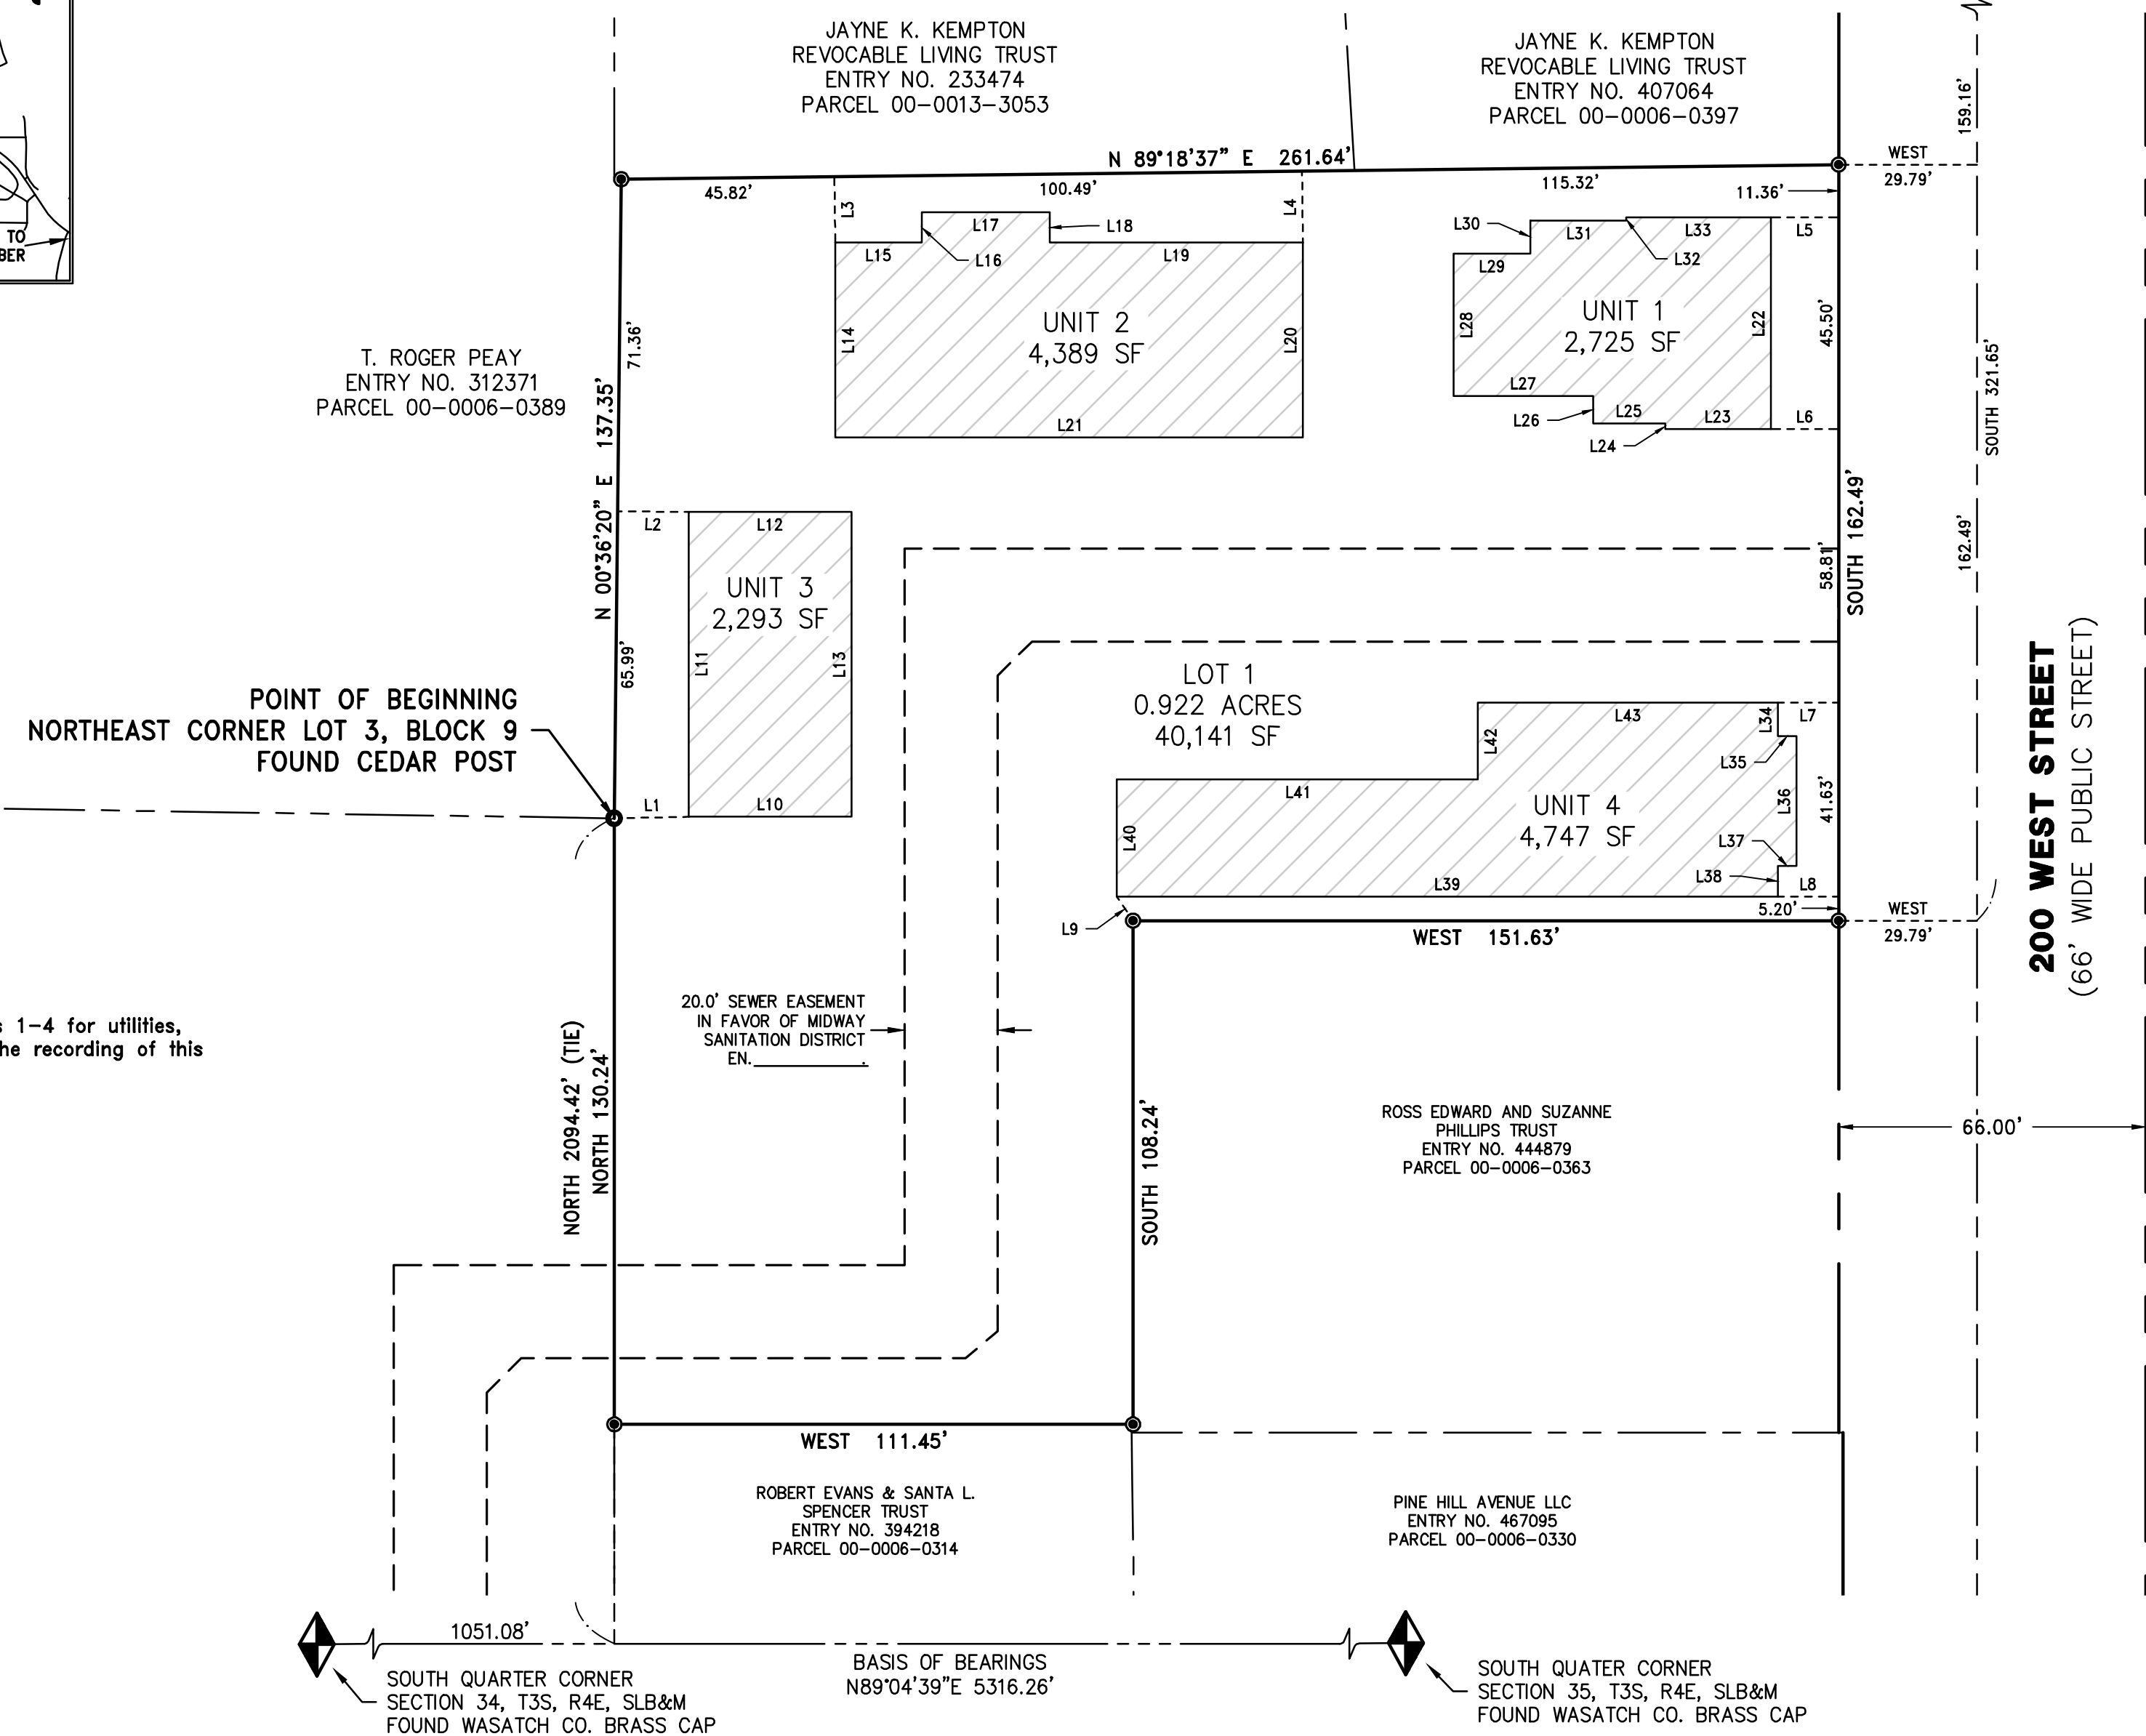 JAYNE K. KEMPTON
REVOCABLE LIVING TRUST
ENTRY NO. 233474
PARCEL 00-0013-3053
JAYNE K. KEMPTON
REVOCABLE LIVING TRUST
ENTRY NO. 407064
PARCEL 00-0006-0397
159.16'
TO
BER
N 89°18'37" E 261.64'
WEST
29.79'
45.82'
100.49'
115.32'
11.36'
L3
L4
L17
L18
L15
L16
L19
L30
L31
L33
L5
L29
L32
UNIT 2
4,389 SF
L14
L20
L21
UNIT 1
2,725 SF
L28
L22
L27
L26
L25
L23
L24
L6
45.50'
SOUTH 321.65'
T. ROGER PEAY
ENTRY NO. 312371
PARCEL 00-0006-0389
71.36'
N 00°36'20" E 137.35'
L2
L12
UNIT 3
2,293 SF
L11
L13
L10
L1
65.99'
58.81'
SOUTH 162.49'
162.49'
POINT OF BEGINNING
NORTHEAST CORNER LOT 3, BLOCK 9
FOUND CEDAR POST
LOT 1
0.922 ACRES
40,141 SF
L43
L34
L7
L42
L35
L41
UNIT 4
4,747 SF
L36
L37
L40
L38
L39
L8
41.63'
5.20'
L9
WEST 151.63'
WEST
29.79'
200 WEST STREET
(66' WIDE PUBLIC STREET)
s 1-4 for utilities,
he recording of this
20.0' SEWER EASEMENT
IN FAVOR OF MIDWAY
SANITATION DISTRICT
EN.____________.
NORTH 2094.42' (TIE)
NORTH 130.24'
SOUTH 108.24'
ROSS EDWARD AND SUZANNE
PHILLIPS TRUST
ENTRY NO. 444879
PARCEL 00-0006-0363
66.00'
WEST 111.45'
ROBERT EVANS & SANTA L.
SPENCER TRUST
ENTRY NO. 394218
PARCEL 00-0006-0314
PINE HILL AVENUE LLC
ENTRY NO. 467095
PARCEL 00-0006-0330
1051.08'
BASIS OF BEARINGS
N89°04'39"E 5316.26'
SOUTH QUARTER CORNER
SECTION 34, T3S, R4E, SLB&M
FOUND WASATCH CO. BRASS CAP
SOUTH QUATER CORNER
SECTION 35, T3S, R4E, SLB&M
FOUND WASATCH CO. BRASS CAP